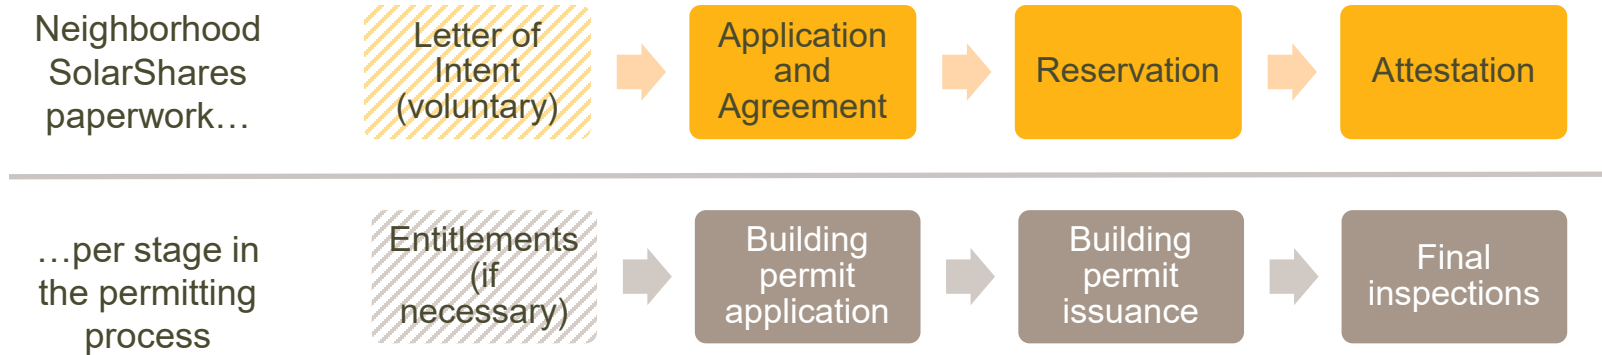 Neighborhood
SolarShares
paperwork…
Letter of
Intent
(voluntary)
Application
and
Agreement
Reservation
Attestation
…per stage in
the permitting
process
Entitlements
(if
necessary)
Building
permit
application
Building
permit
issuance
Final
inspections